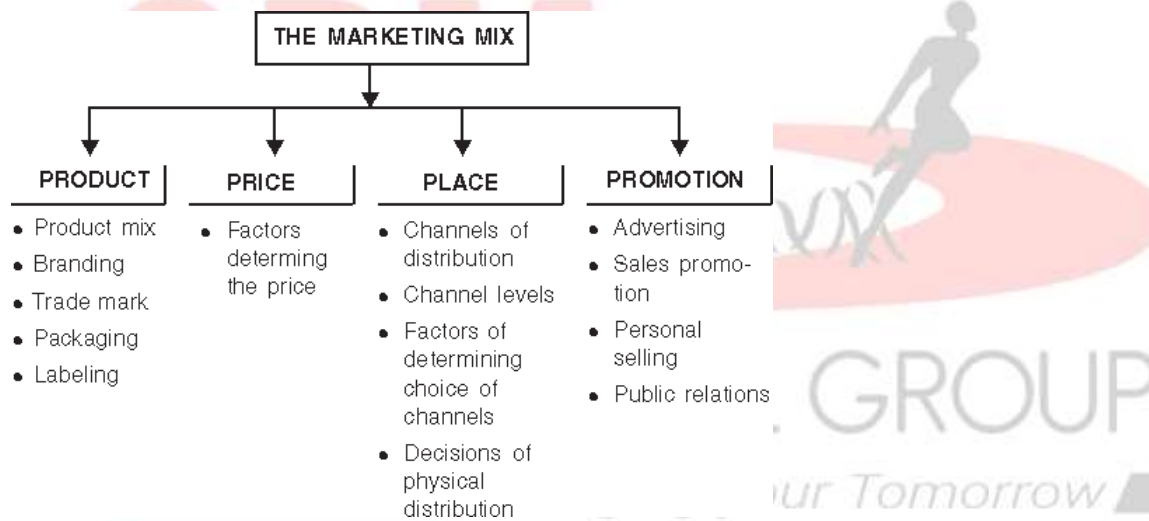 THE MARKETING MIX
PRODUCT
• Product mix
• Branding
• Trade mark
• Packaging
• Labeling
PRICE
• Factors
determing
the price
PLACE
• Channels of
distribution
• Channel levels
• Factors of
determining
choice of
channels
• Decisions of
physical
distribution
PROMOTION
• Advertising
• Sales promo-
tion
• Personal
selling
• Public relations
GROUP
Tomorrow